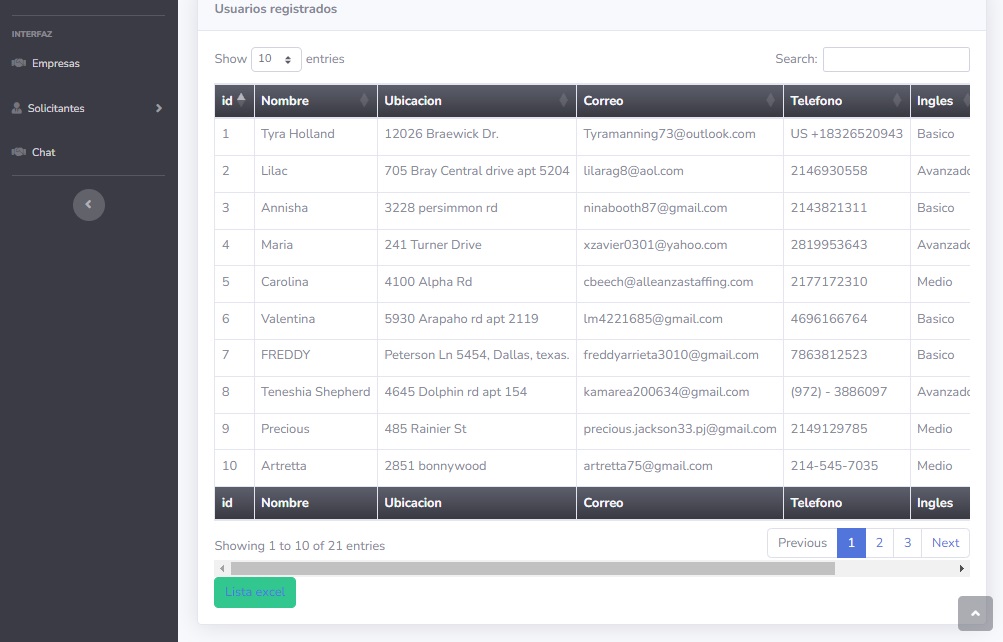 Usuarios registrados
INTERFAZ
Empresas
Solicitantes
Chat
Show 10 entries Search:
id Nombre Ubicacion Correo Telefono Ingles
1 Tyra Holland 12026 Braewick Dr. Tyramanning73@outlook.com US +18326520943 Basico
2 Lilac 705 Bray Central drive apt 5204 lilarag8@aol.com 2146930558 Avanzado
3 Annisha 3228 persimmon rd ninabooth87@gmail.com 2143821311 Basico
4 Maria 241 Turner Drive xzavier0301@yahoo.com 2819953643 Avanzado
5 Carolina 4100 Alpha Rd cbeech@alleanzastaffing.com 2177172310 Medio
6 Valentina 5930 Arapaho rd apt 2119 lm4221685@gmail.com 4696166764 Basico
7 FREDDY Peterson Ln 5454, Dallas, texas. freddyarrieta3010@gmail.com 7863812523 Basico
8 Teneshia Shepherd 4645 Dolphin rd apt 154 kamarea200634@gmail.com (972) - 3886097 Avanzado
9 Precious 485 Rainier St precious.jackson33.pj@gmail.com 2149129785 Medio
10 Artretta 2851 bonnywood artretta75@gmail.com 214-545-7035 Medio
id Nombre Ubicacion Correo Telefono Ingles
Showing 1 to 10 of 21 entries Previous 1 2 3 Next
Lista excel